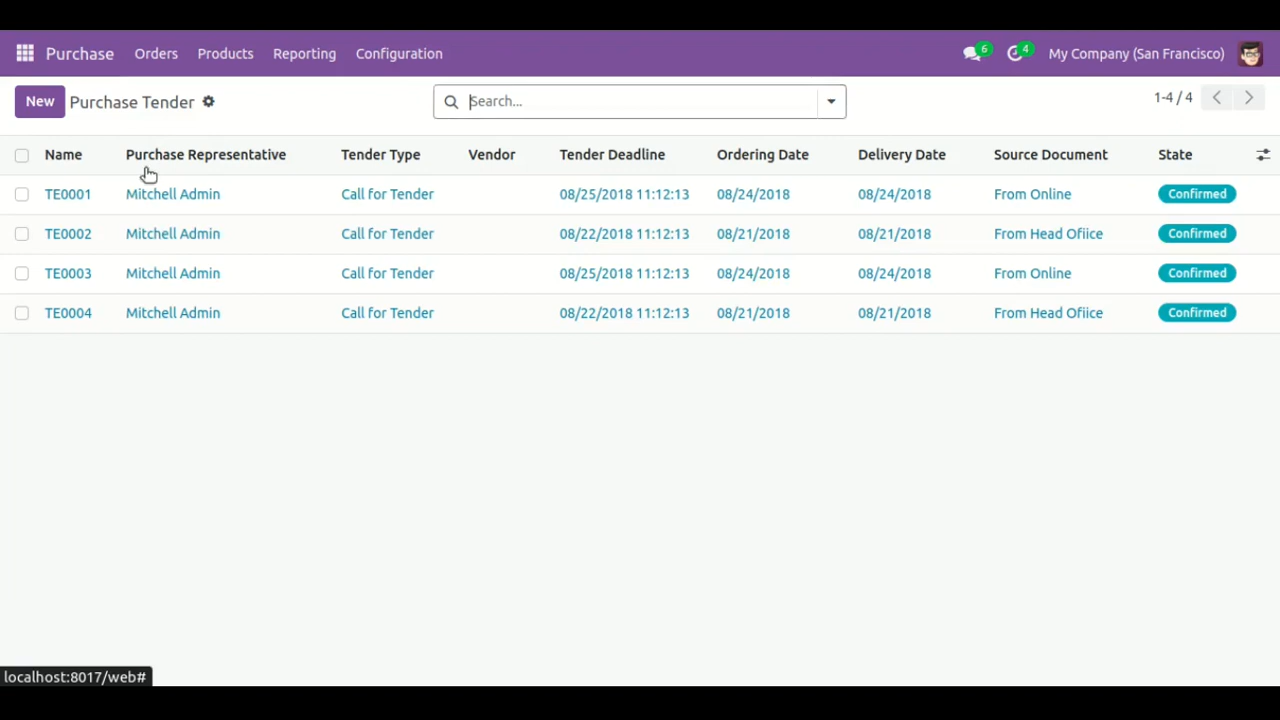 Purchase Orders Products Reporting Configuration 6 4 My Company (San Francisco)
New Purchase Tender Search... 1-4 / 4
Name Purchase Representative Tender Type Vendor Tender Deadline Ordering Date Delivery Date Source Document State
TE0001 Mitchell Admin Call for Tender 08/25/2018 11:12:13 08/24/2018 08/24/2018 From Online Confirmed
TE0002 Mitchell Admin Call for Tender 08/22/2018 11:12:13 08/21/2018 08/21/2018 From Head Ofiice Confirmed
TE0003 Mitchell Admin Call for Tender 08/25/2018 11:12:13 08/24/2018 08/24/2018 From Online Confirmed
TE0004 Mitchell Admin Call for Tender 08/22/2018 11:12:13 08/21/2018 08/21/2018 From Head Ofiice Confirmed
localhost:8017/web#